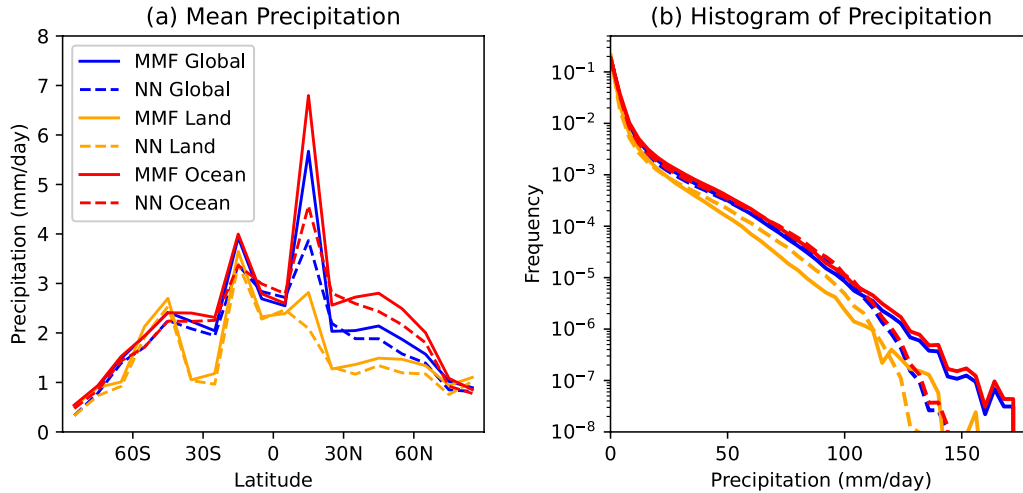 (a) Mean Precipitation
8
7
6
5
4
3
2
1
0
Precipitation (mm/day)
MMF Global
NN Global
MMF Land
NN Land
MMF Ocean
NN Ocean
60S 30S 0 30N 60N
Latitude
(b) Histogram of Precipitation
10⁻¹
10⁻²
10⁻³
10⁻⁴
10⁻⁵
10⁻⁶
10⁻⁷
10⁻⁸
Frequency
0 50 100 150
Precipitation (mm/day)